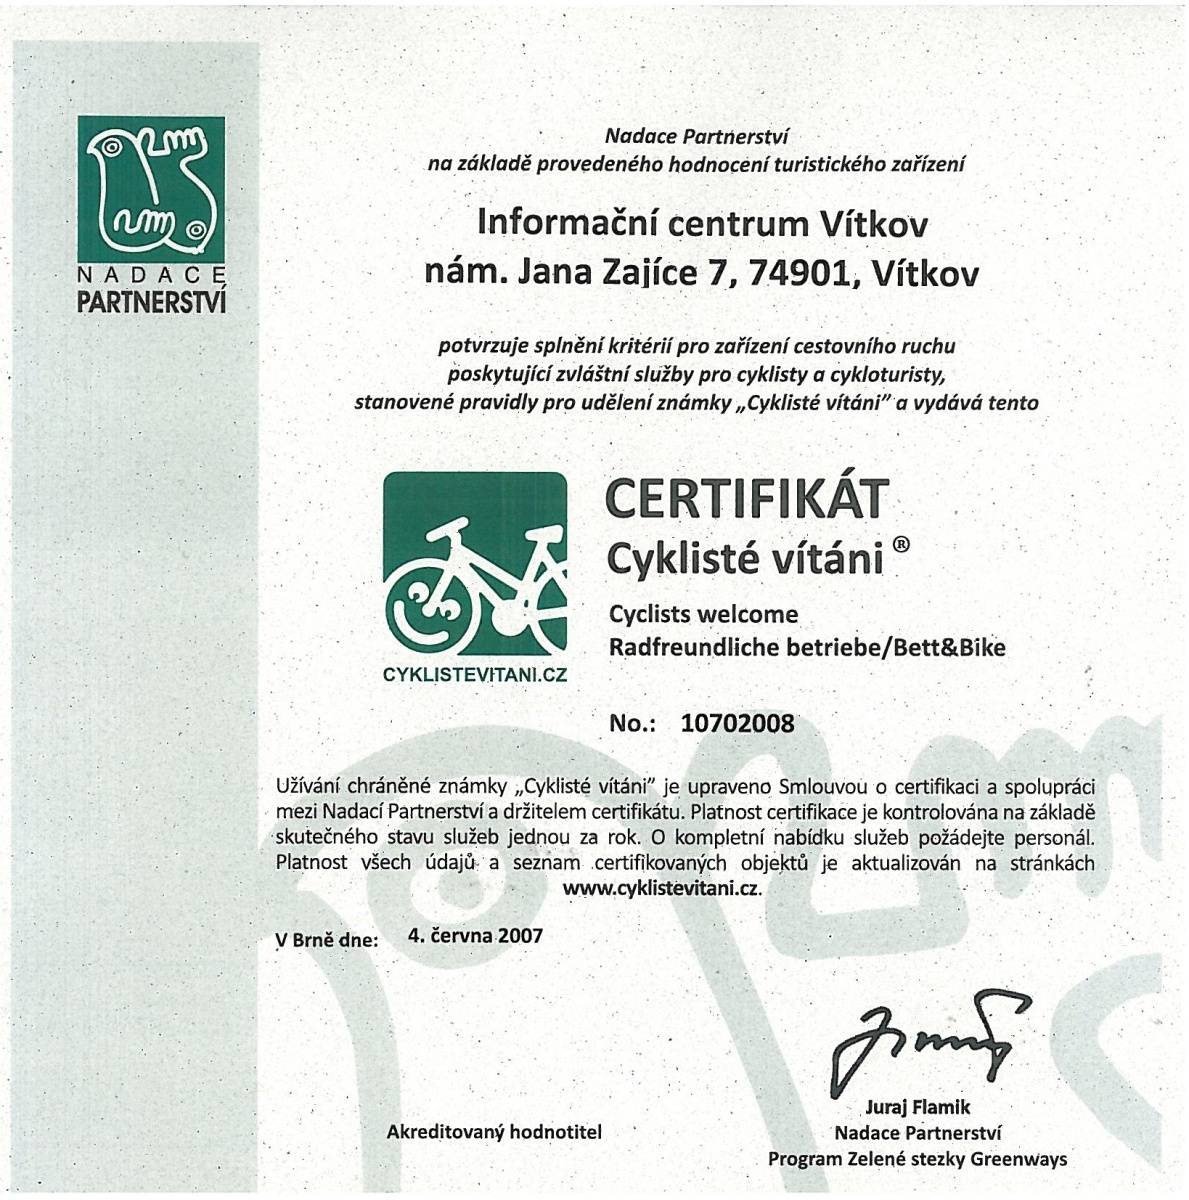 NADACE
PARTNERSTVÍ
Nadace Partnerství
na základě provedeného hodnocení turistického zařízení
Informační centrum Vítkov
nám. Jana Zajíce 7, 74901, Vítkov
potvrzuje splnění kritérií pro zařízení cestovního ruchu
poskytující zvláštní služby pro cyklisty a cykloturisty,
stanovené pravidly pro udělení známky „Cyklisté vítáni” a vydává tento
CERTIFIKÁT
Cyklisté vítáni ®
Cyclists welcome
Radfreundliche betriebe/Bett&Bike
CYKLISTEVITANI.CZ
No.: 10702008
Užívání chráněné známky „Cyklisté vítáni” je upraveno Smlouvou o certifikaci a spolupráci
mezi Nadací Partnerství a držitelem certifikátu. Platnost certifikace je kontrolována na základě
skutečného stavu služeb jednou za rok. O kompletní nabídku služeb požádejte personál.
Platnost všech údajů a seznam certifikovaných objektů je aktualizován na stránkách
www.cyklistevitani.cz.
V Brně dne: 4. června 2007
Juraj Flamik
Akreditovaný hodnotitel
Nadace Partnerství
Program Zelené stezky Greenways